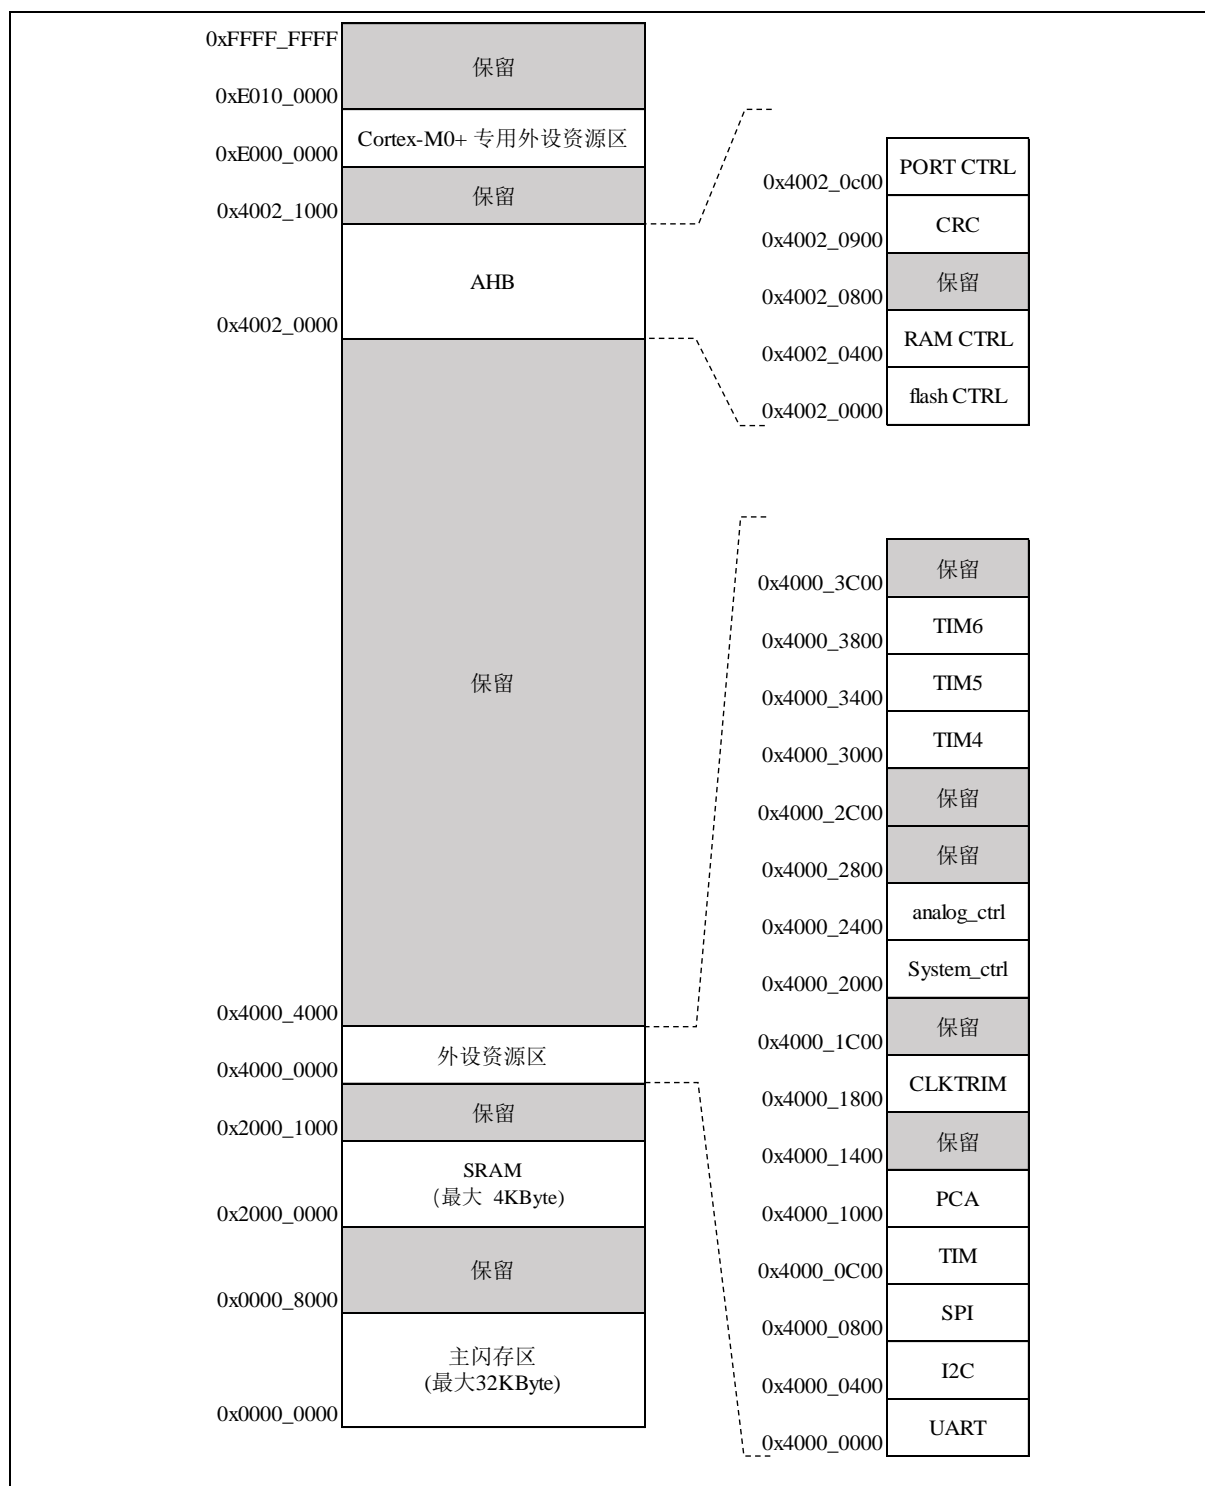 0xFFFF_FFFF
保留
0xE010_0000
Cortex-M0+ 专用外设资源区
0xE000_0000
保留
0x4002_1000
AHB
0x4002_0000
保留
0x4000_4000
外设资源区
0x4000_0000
保留
0x2000_1000
SRAM
(最大 4KByte)
0x2000_0000
保留
0x0000_8000
主闪存区
(最大32KByte)
0x0000_0000
PORT CTRL
0x4002_0c00
CRC
0x4002_0900
保留
0x4002_0800
RAM CTRL
0x4002_0400
flash CTRL
0x4002_0000
保留
0x4000_3C00
TIM6
0x4000_3800
TIM5
0x4000_3400
TIM4
0x4000_3000
保留
0x4000_2C00
保留
0x4000_2800
analog_ctrl
0x4000_2400
System_ctrl
0x4000_2000
保留
0x4000_1C00
CLKTRIM
0x4000_1800
保留
0x4000_1400
PCA
0x4000_1000
TIM
0x4000_0C00
SPI
0x4000_0800
I2C
0x4000_0400
UART
0x4000_0000